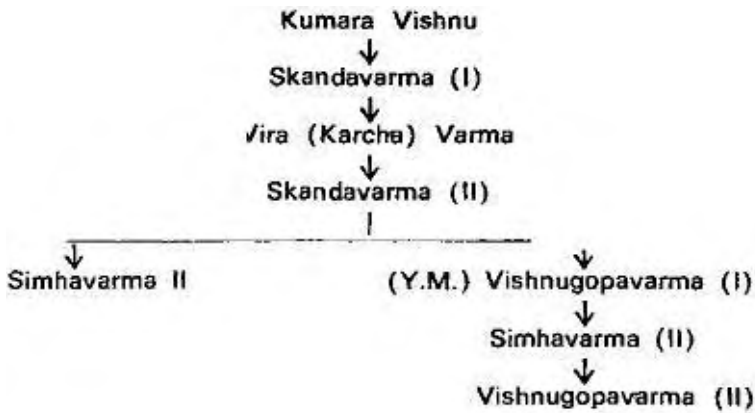 Kumara Vishnu
Skandavarma (I)
Vira (Karcha) Varma
Skandavarma (II)
Simhavarma II (Y.M.) Vishnugopavarma (I)
Simhavarma (II)
Vishnugopavarma (II)